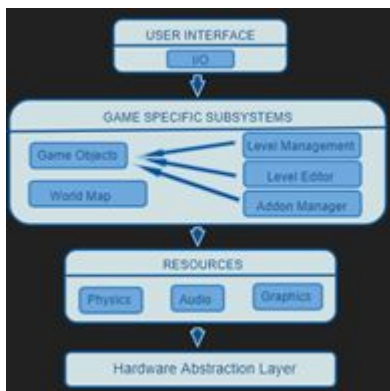 USER INTERFACE
I/O
GAME SPECIFIC SUBSYSTEMS
Game Objects
World Map
Level Management
Level Editor
Addon Manager
RESOURCES
Physics
Audio
Graphics
Hardware Abstraction Layer